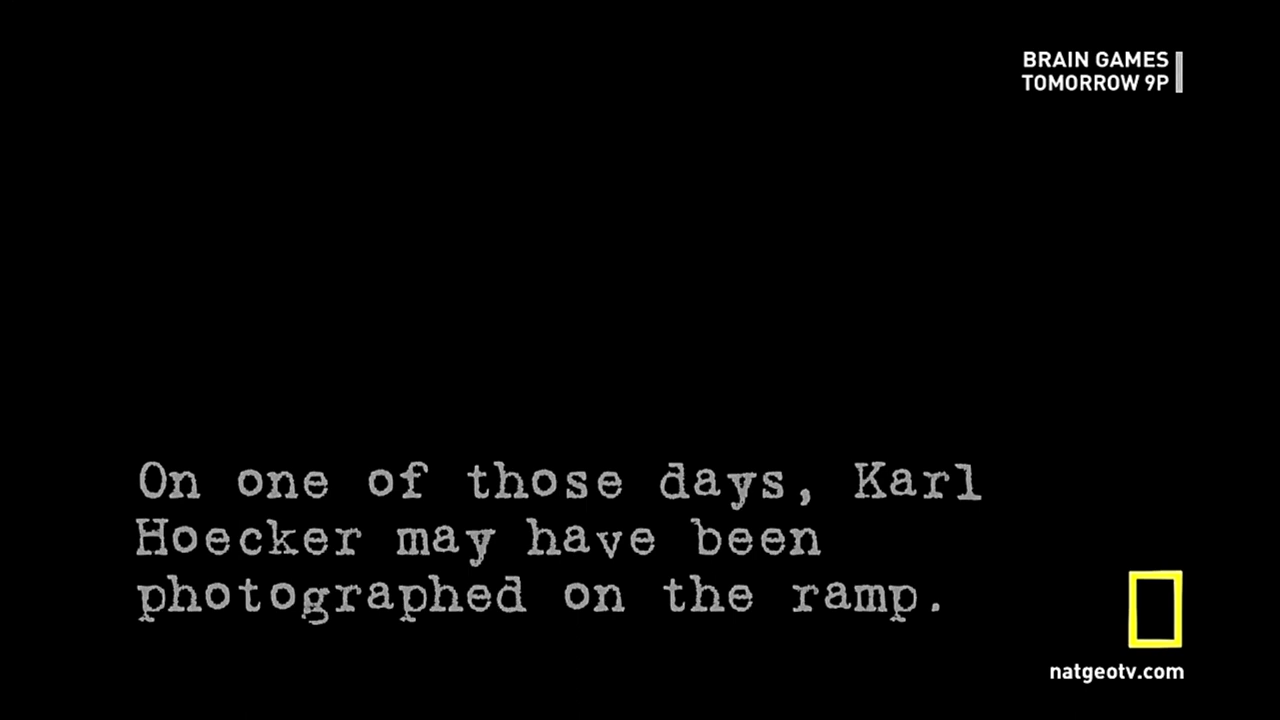 BRAIN GAMES
TOMORROW 9P
On one of those days, Karl
Hoecker may have been
photographed on the ramp.
natgeotv.com